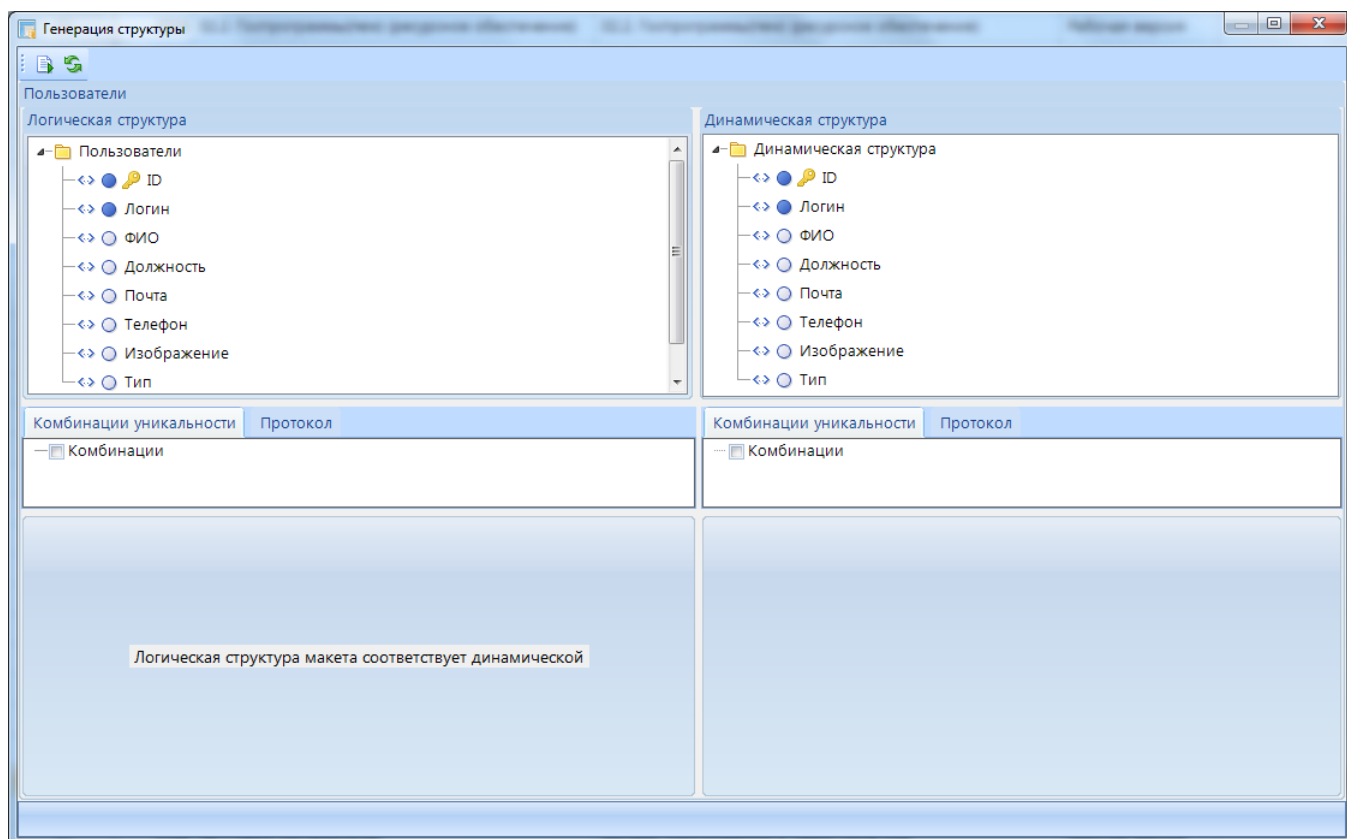 Генерация структуры
Пользователи
Логическая структура
Пользователи
ID
Логин
ФИО
Должность
Почта
Телефон
Изображение
Тип
Комбинации уникальности Протокол
Комбинации
Логическая структура макета соответствует динамической
Динамическая структура
Динамическая структура
ID
Логин
ФИО
Должность
Почта
Телефон
Изображение
Тип
Комбинации уникальности Протокол
Комбинации